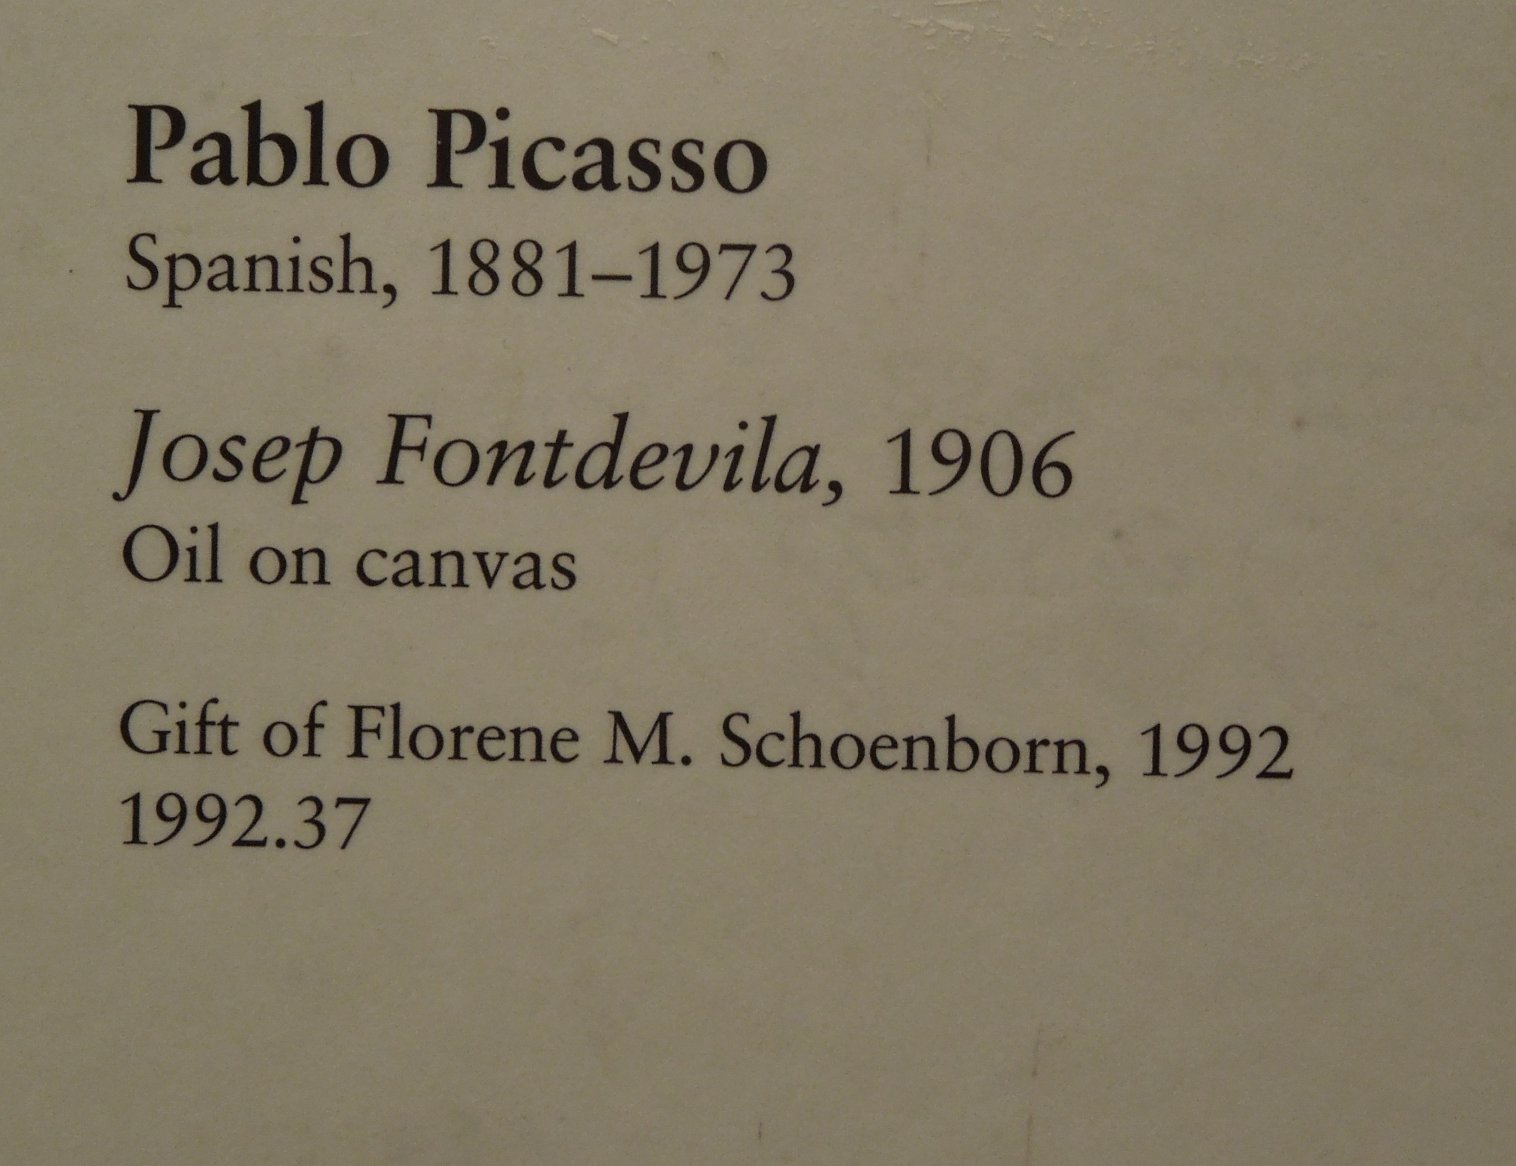 Pablo Picasso
Spanish, 1881–1973
Josep Fontdevila, 1906
Oil on canvas
Gift of Florene M. Schoenborn, 1992
1992.37